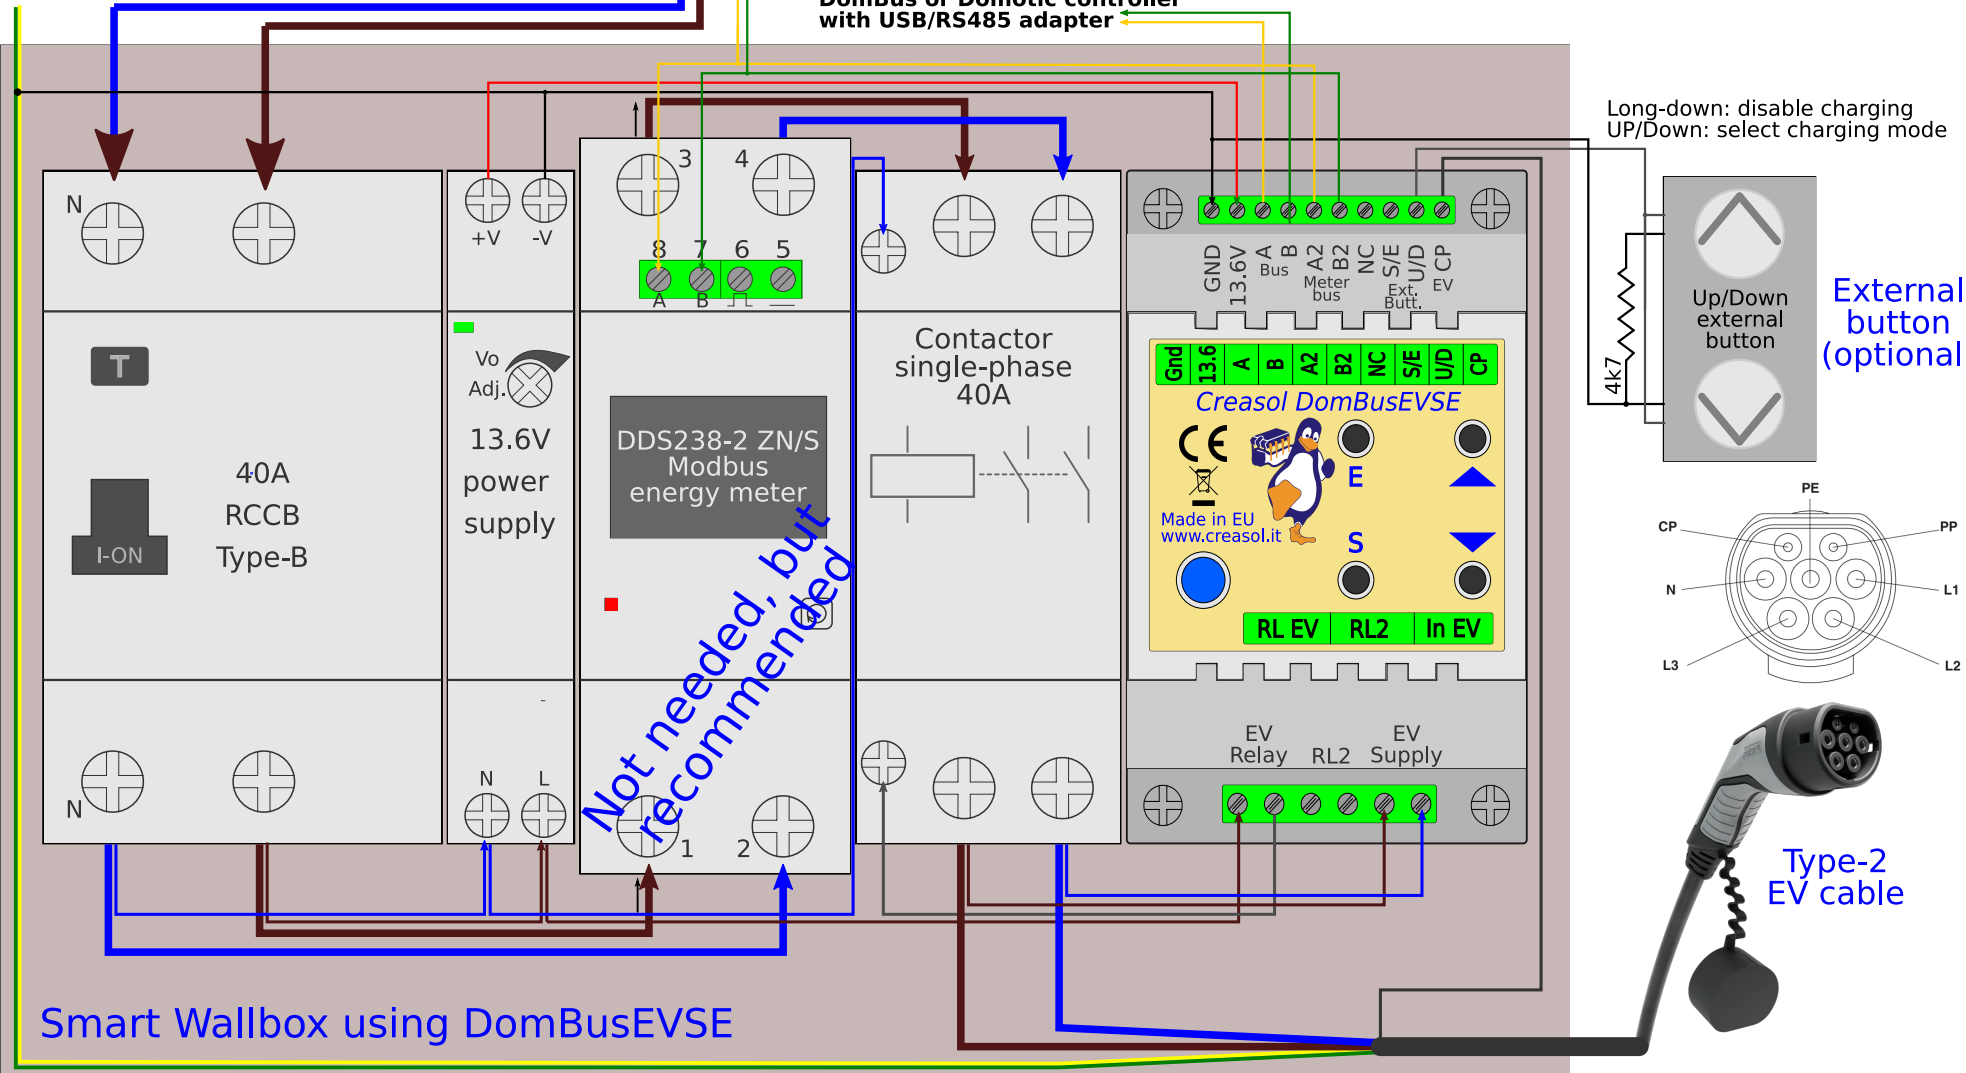 DomBus or Domotic controller
with USB/RS485 adapter
Long-down: disable charging
UP/Down: select charging mode
N
+V
-V
3
4
8
7
6
5
A
B
GND
13.6V
A
B
Bus
A2
B2
Meter
bus
NC
S/E
U/D
Ext.
Butt.
CP
EV
T
Vo
Adj.
13.6V
power
supply
40A
RCCB
Type-B
I-ON
DDS238-2 ZN/S
Modbus
energy meter
Not needed, but
recommended
Contactor
single-phase
40A
Gnd
13.6
A
B
A2
B2
NC
S/E
U/D
CP
Creasol DomBusEVSE
CE
E
Made in EU
www.creasol.it
S
RL EV
RL2
In EV
4k7
Up/Down
external
button
External
button
(optional
PE
CP
PP
N
L1
L3
L2
N
N
L
1
2
EV
Relay
RL2
EV
Supply
Type-2
EV cable
Smart Wallbox using DomBusEVSE